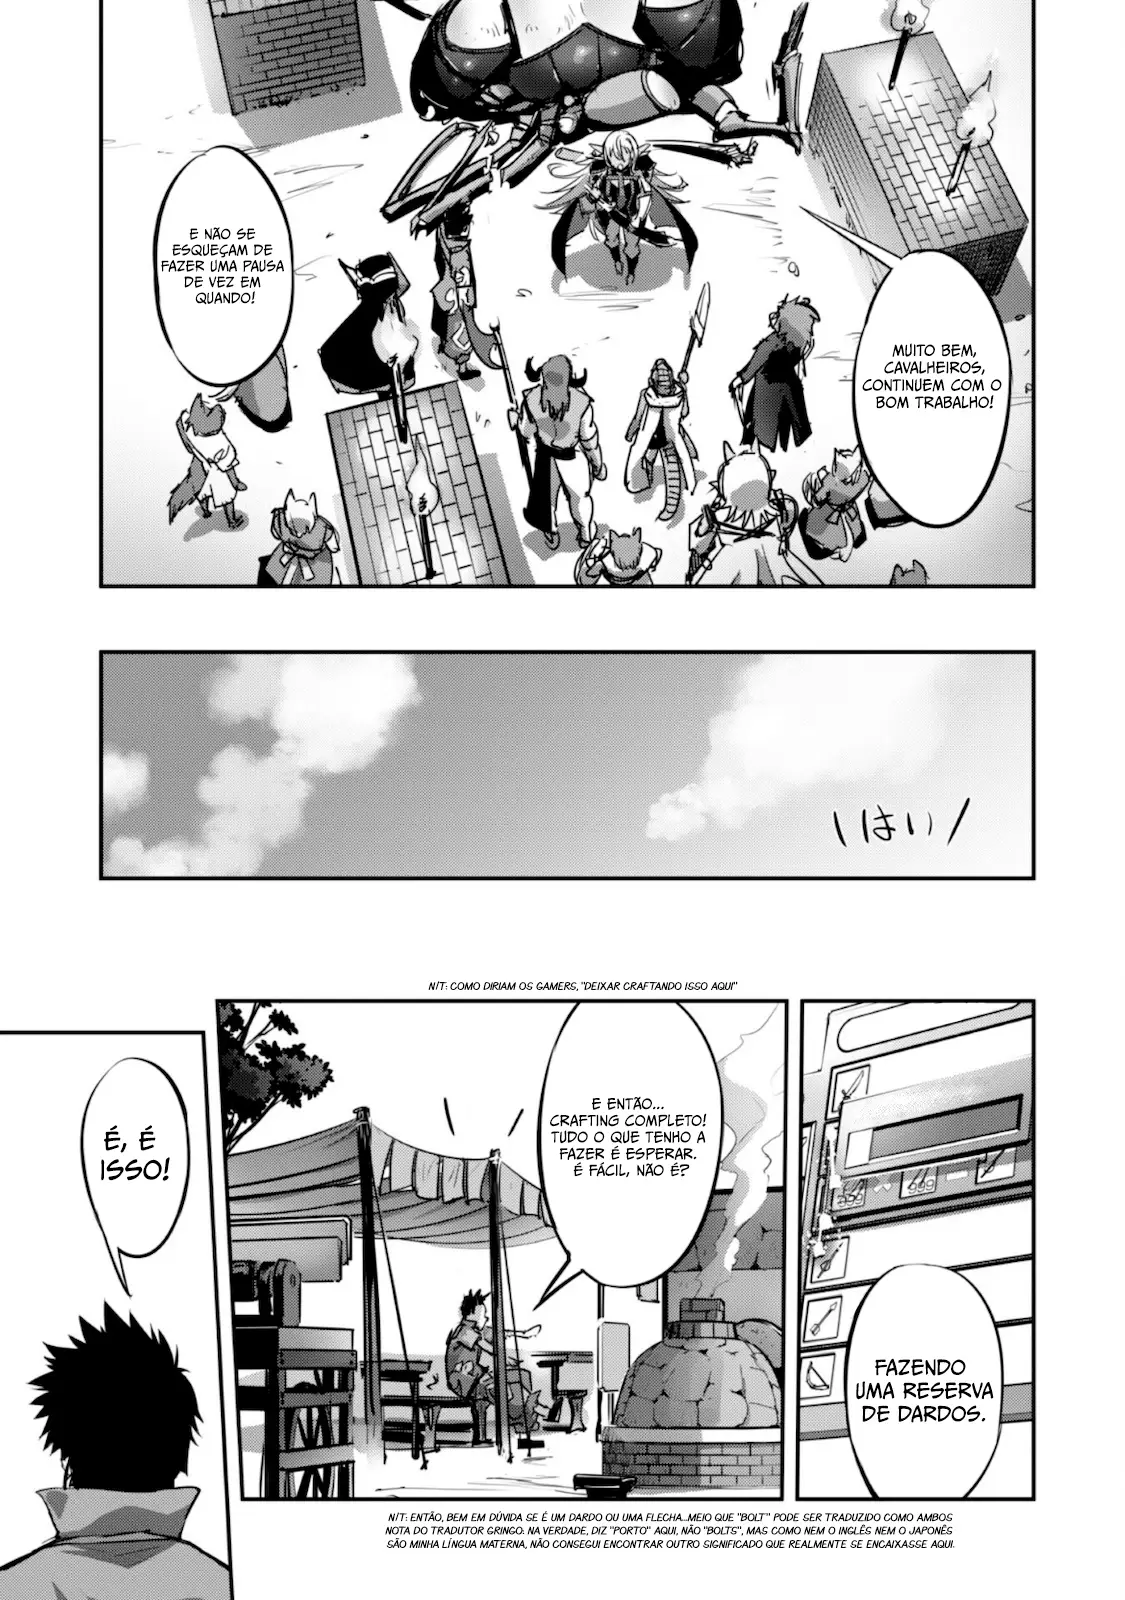 MUITO BEM,
CAVALHEIROS,
CONTINUEM COM O
BOM TRABALHO!
E NÃO SE
ESQUEÇAM DE
FAZER UMA PAUSA
DE VEZ EM
QUANDO!
はい
N/T: COMO DIRIAM OS GAMERS, "DEIXAR CRAFTANDO ISSO AQUI"
FAZENDO
UMA RESERVA
DE DARDOS.
E ENTÃO...
CRAFTING COMPLETO!
TUDO O QUE TENHO A
FAZER É ESPERAR.
É FÁCIL, NÃO É?
É, É
ISSO!
N/T: ENTÃO, BEM EM DÚVIDA SE É UM DARDO OU UMA FLECHA...MEIO QUE "BOLT" PODE SER TRADUZIDO COMO AMBOS
NOTA DO TRADUTOR GRINGO: NA VERDADE, DIZ "PORTO" AQUI, NÃO "BOLTS", MAS COMO NEM O INGLÊS NEM O JAPONÊS
SÃO MINHA LÍNGUA MATERNA, NÃO CONSEGUI ENCONTRAR OUTRO SIGNIFICADO QUE REALMENTE SE ENCAIXASSE AQUI.